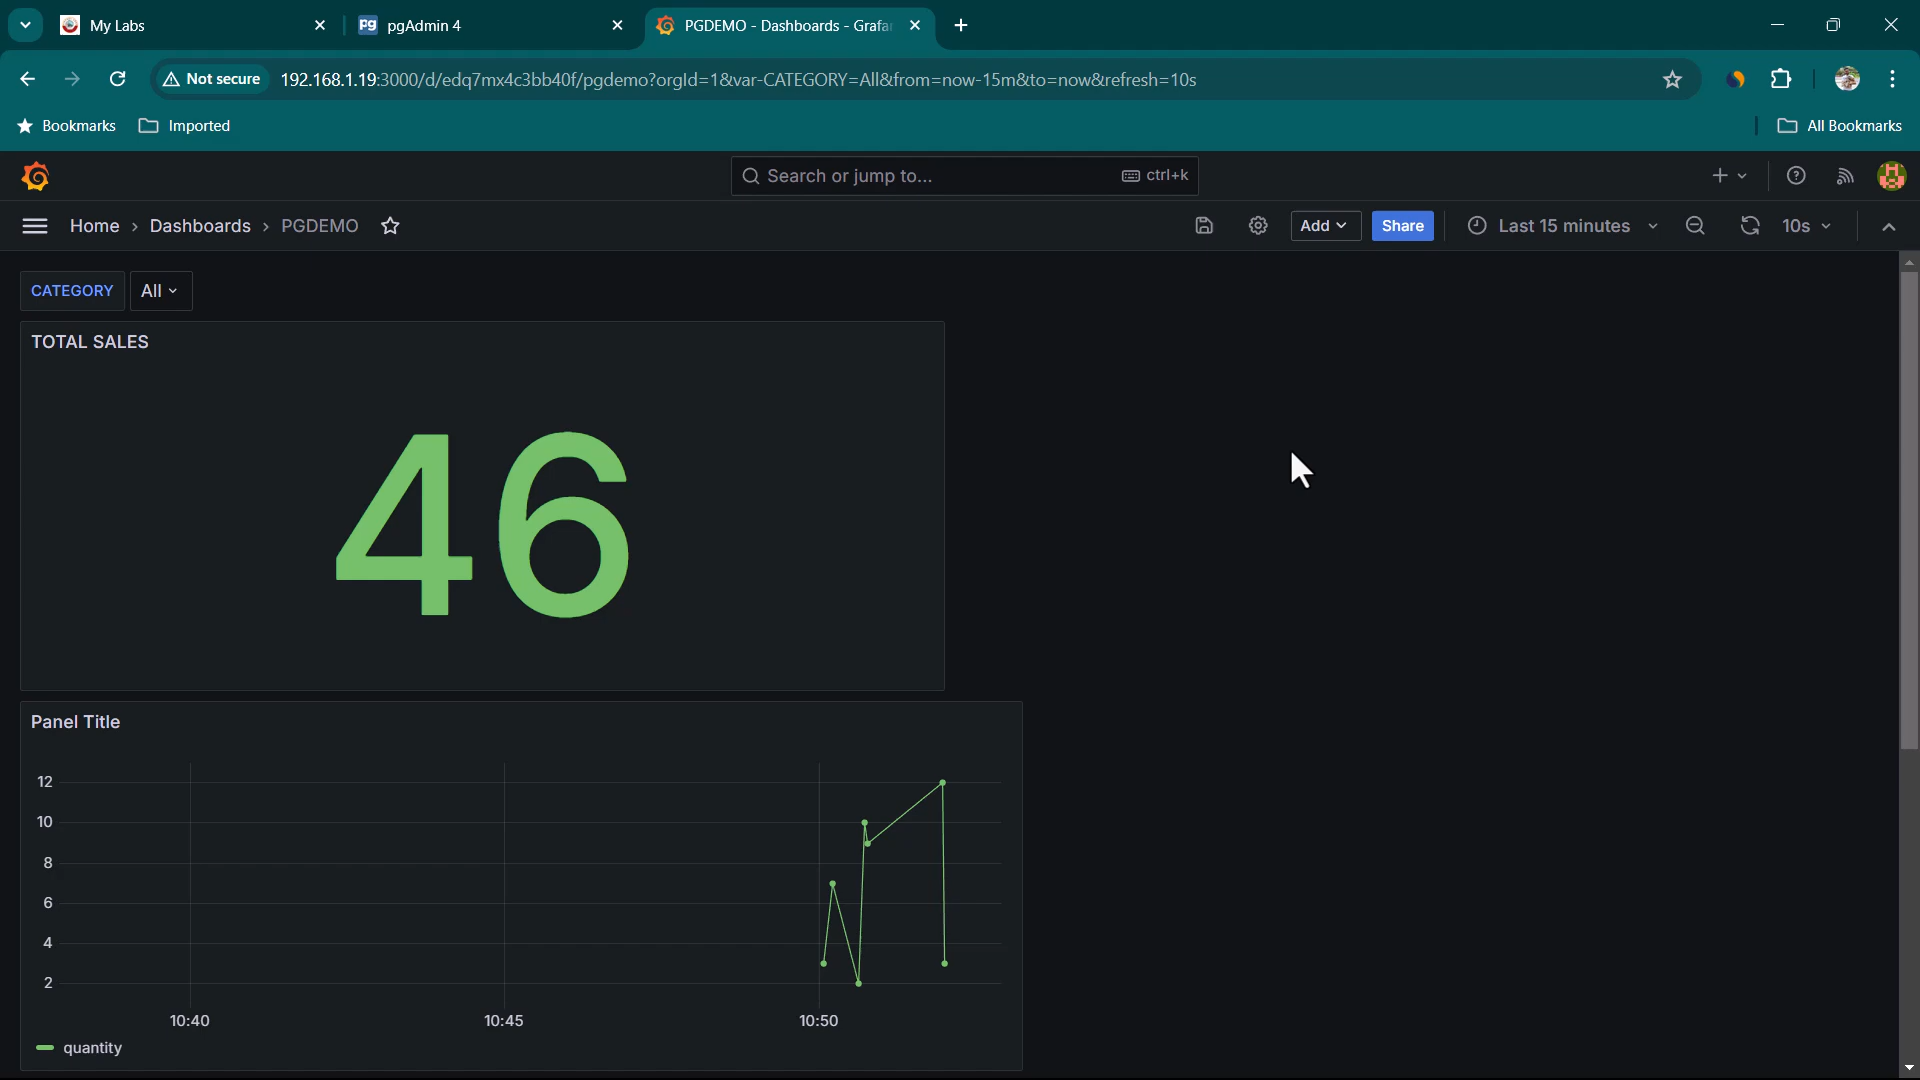 My Labs
pgAdmin 4
PGDEMO - Dashboards - Grafa
Not secure 192.168.1.19:3000/d/edq7mx4c3bb40f/pgdemo?orgId=1&var-CATEGORY=All&from=now-15m&to=now&refresh=10s
Bookmarks Imported All Bookmarks
Search or jump to... ctrl+k
Home › Dashboards › PGDEMO Add Share Last 15 minutes 10s
CATEGORY All
TOTAL SALES
46
Panel Title
12
10
8
6
4
2
10:40 10:45 10:50
quantity